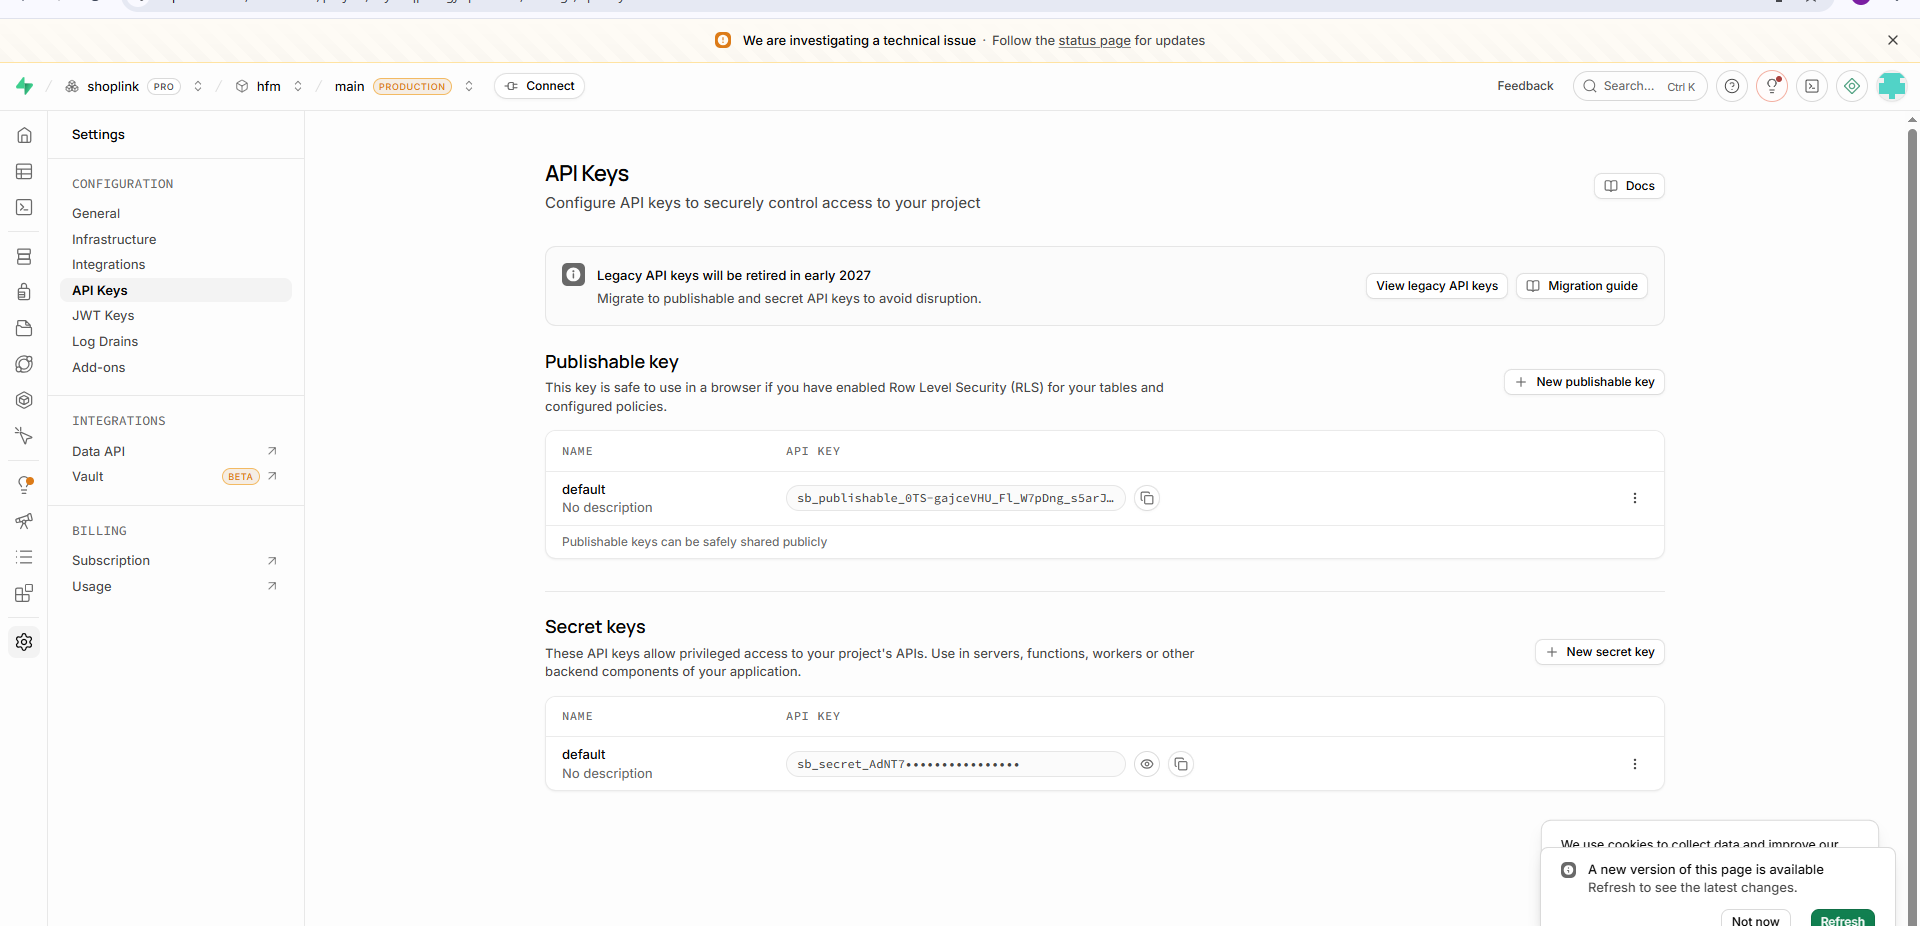 We are investigating a technical issue · Follow the status page for updates
shoplink PRO / hfm / main PRODUCTION Connect
Feedback Search... Ctrl K
Settings
CONFIGURATION
General
Infrastructure
Integrations
API Keys
JWT Keys
Log Drains
Add-ons
INTEGRATIONS
Data API
Vault BETA
BILLING
Subscription
Usage
API Keys
Configure API keys to securely control access to your project
Docs
Legacy API keys will be retired in early 2027
Migrate to publishable and secret API keys to avoid disruption.
View legacy API keys Migration guide
Publishable key
This key is safe to use in a browser if you have enabled Row Level Security (RLS) for your tables and
configured policies.
New publishable key
NAME API KEY
default
No description
sb_publishable_0TS-gajceVHU_Fl_W7pDng_s5arJ…
Publishable keys can be safely shared publicly
Secret keys
These API keys allow privileged access to your project's APIs. Use in servers, functions, workers or other
backend components of your application.
New secret key
NAME API KEY
default
No description
sb_secret_AdNT7••••••••••••••••
We use cookies to collect data and improve our
A new version of this page is available
Refresh to see the latest changes.
Not now Refresh